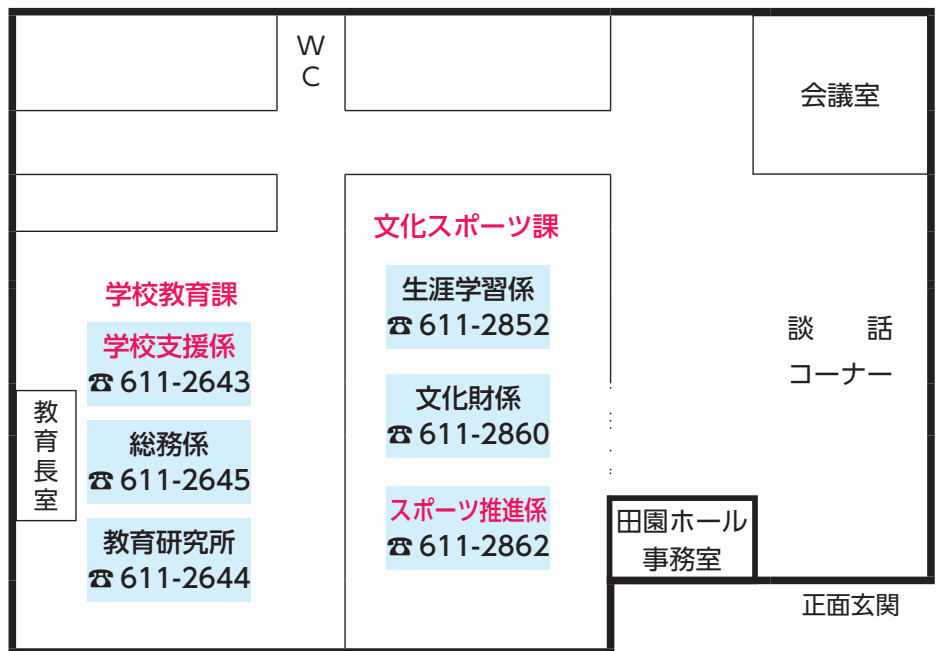 WC
会議室
文化スポーツ課
生涯学習係
☎611-2852
文化財係
☎611-2860
スポーツ推進係
☎611-2862
学校教育課
学校支援係
☎611-2643
総務係
☎611-2645
教育研究所
☎611-2644
教育長室
談話
コーナー
田園ホール
事務室
正面玄関